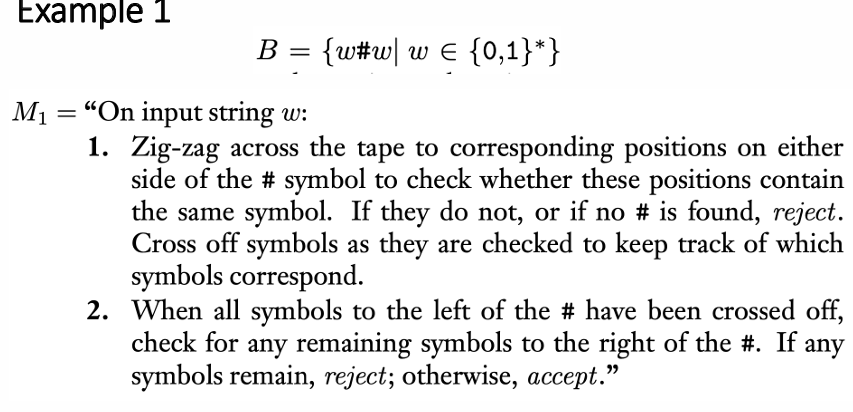 Example 1
B = {w#w| w ∈ {0,1}*}
M₁ = “On input string w:
1. Zig-zag across the tape to corresponding positions on either
side of the # symbol to check whether these positions contain
the same symbol. If they do not, or if no # is found, reject.
Cross off symbols as they are checked to keep track of which
symbols correspond.
2. When all symbols to the left of the # have been crossed off,
check for any remaining symbols to the right of the #. If any
symbols remain, reject; otherwise, accept.”